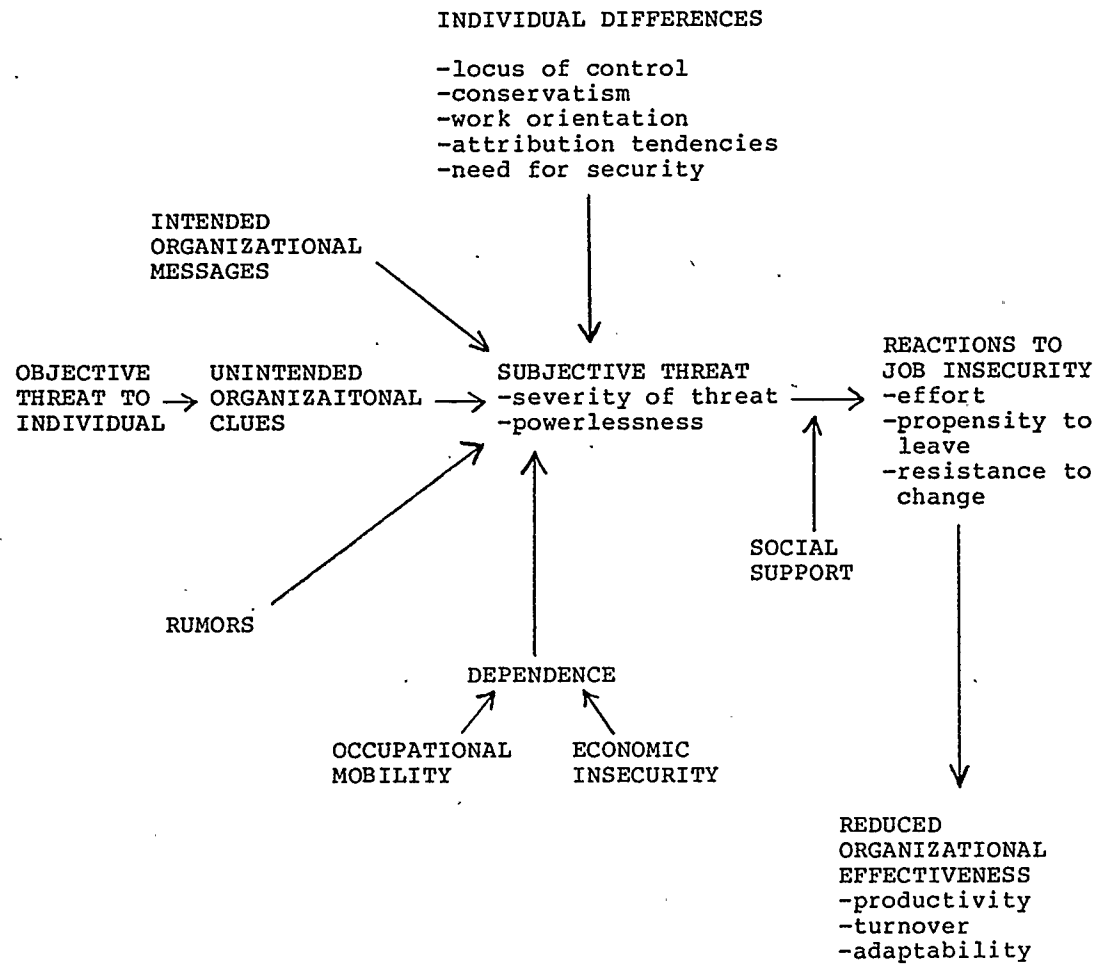 INDIVIDUAL DIFFERENCES
-locus of control
-conservatism
-work orientation
-attribution tendencies
-need for security
INTENDED
ORGANIZATIONAL
MESSAGES
OBJECTIVE
THREAT TO
INDIVIDUAL
UNINTENDED
ORGANIZAITONAL
CLUES
SUBJECTIVE THREAT
-severity of threat
-powerlessness
REACTIONS TO
JOB INSECURITY
-effort
-propensity to
leave
-resistance to
change
SOCIAL
SUPPORT
RUMORS
DEPENDENCE
OCCUPATIONAL
MOBILITY
ECONOMIC
INSECURITY
REDUCED
ORGANIZATIONAL
EFFECTIVENESS
-productivity
-turnover
-adaptability